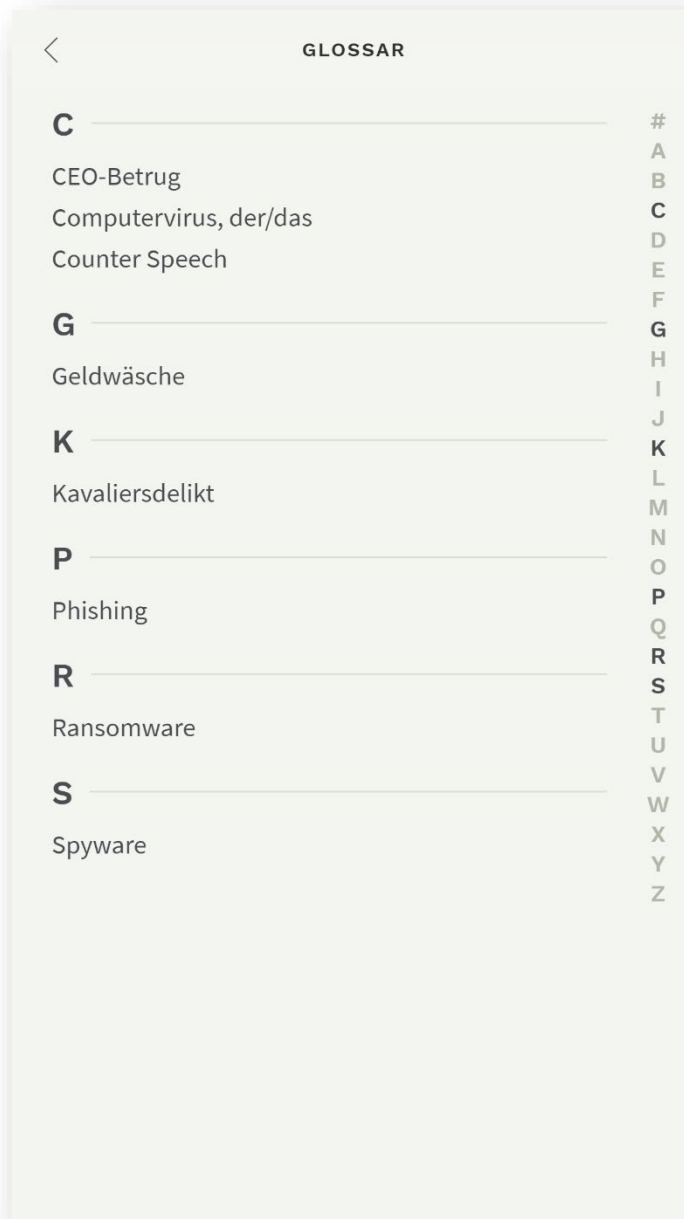 GLOSSAR
C
CEO-Betrug
Computervirus, der/das
Counter Speech
G
Geldwäsche
K
Kavaliersdelikt
P
Phishing
R
Ransomware
S
Spyware
#
A
B
C
D
E
F
G
H
I
J
K
L
M
N
O
P
Q
R
S
T
U
V
W
X
Y
Z